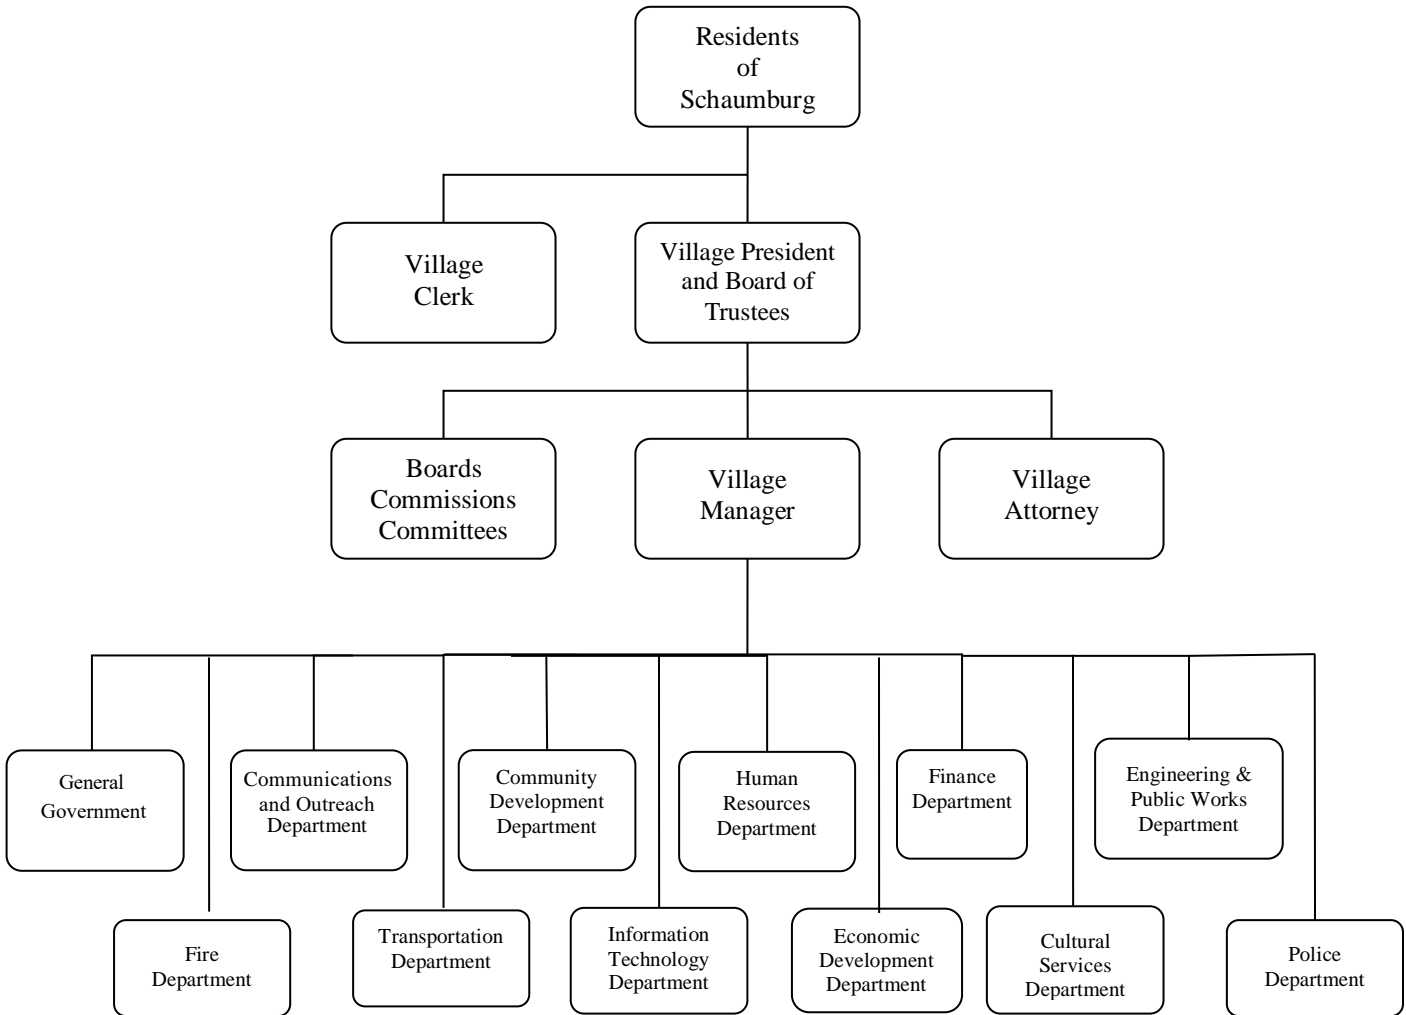 Residents
of
Schaumburg
Village
Clerk
Village President
and Board of
Trustees
Boards
Commissions
Committees
Village
Manager
Village
Attorney
General
Government
Communications
and Outreach
Department
Community
Development
Department
Human
Resources
Department
Finance
Department
Engineering &
Public Works
Department
Fire
Department
Transportation
Department
Information
Technology
Department
Economic
Development
Department
Cultural
Services
Department
Police
Department